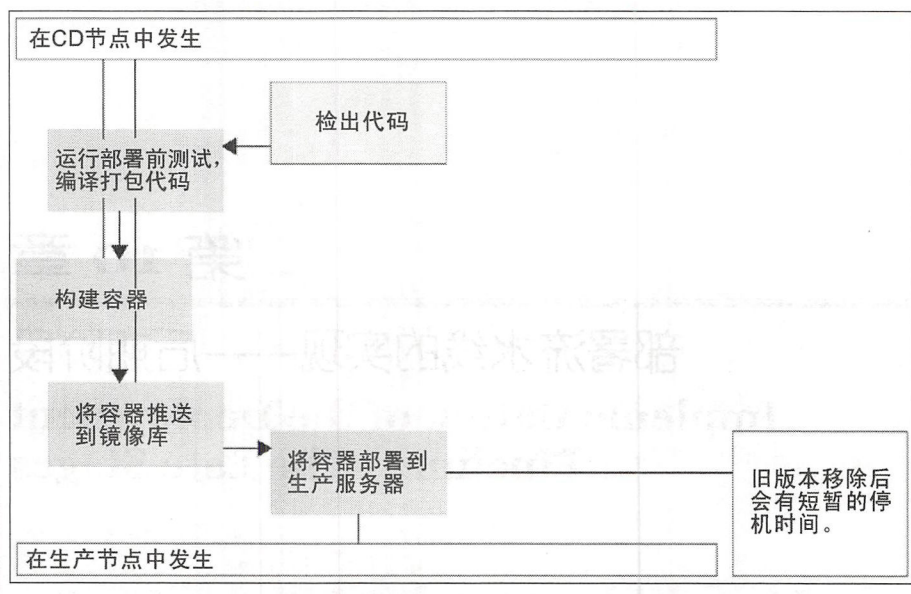 在CD节点中发生
检出代码
运行部署前测试，
编译打包代码
构建容器
将容器推送
到镜像库
将容器部署到
生产服务器
旧版本移除后
会有短暂的停
机时间。
在生产节点中发生